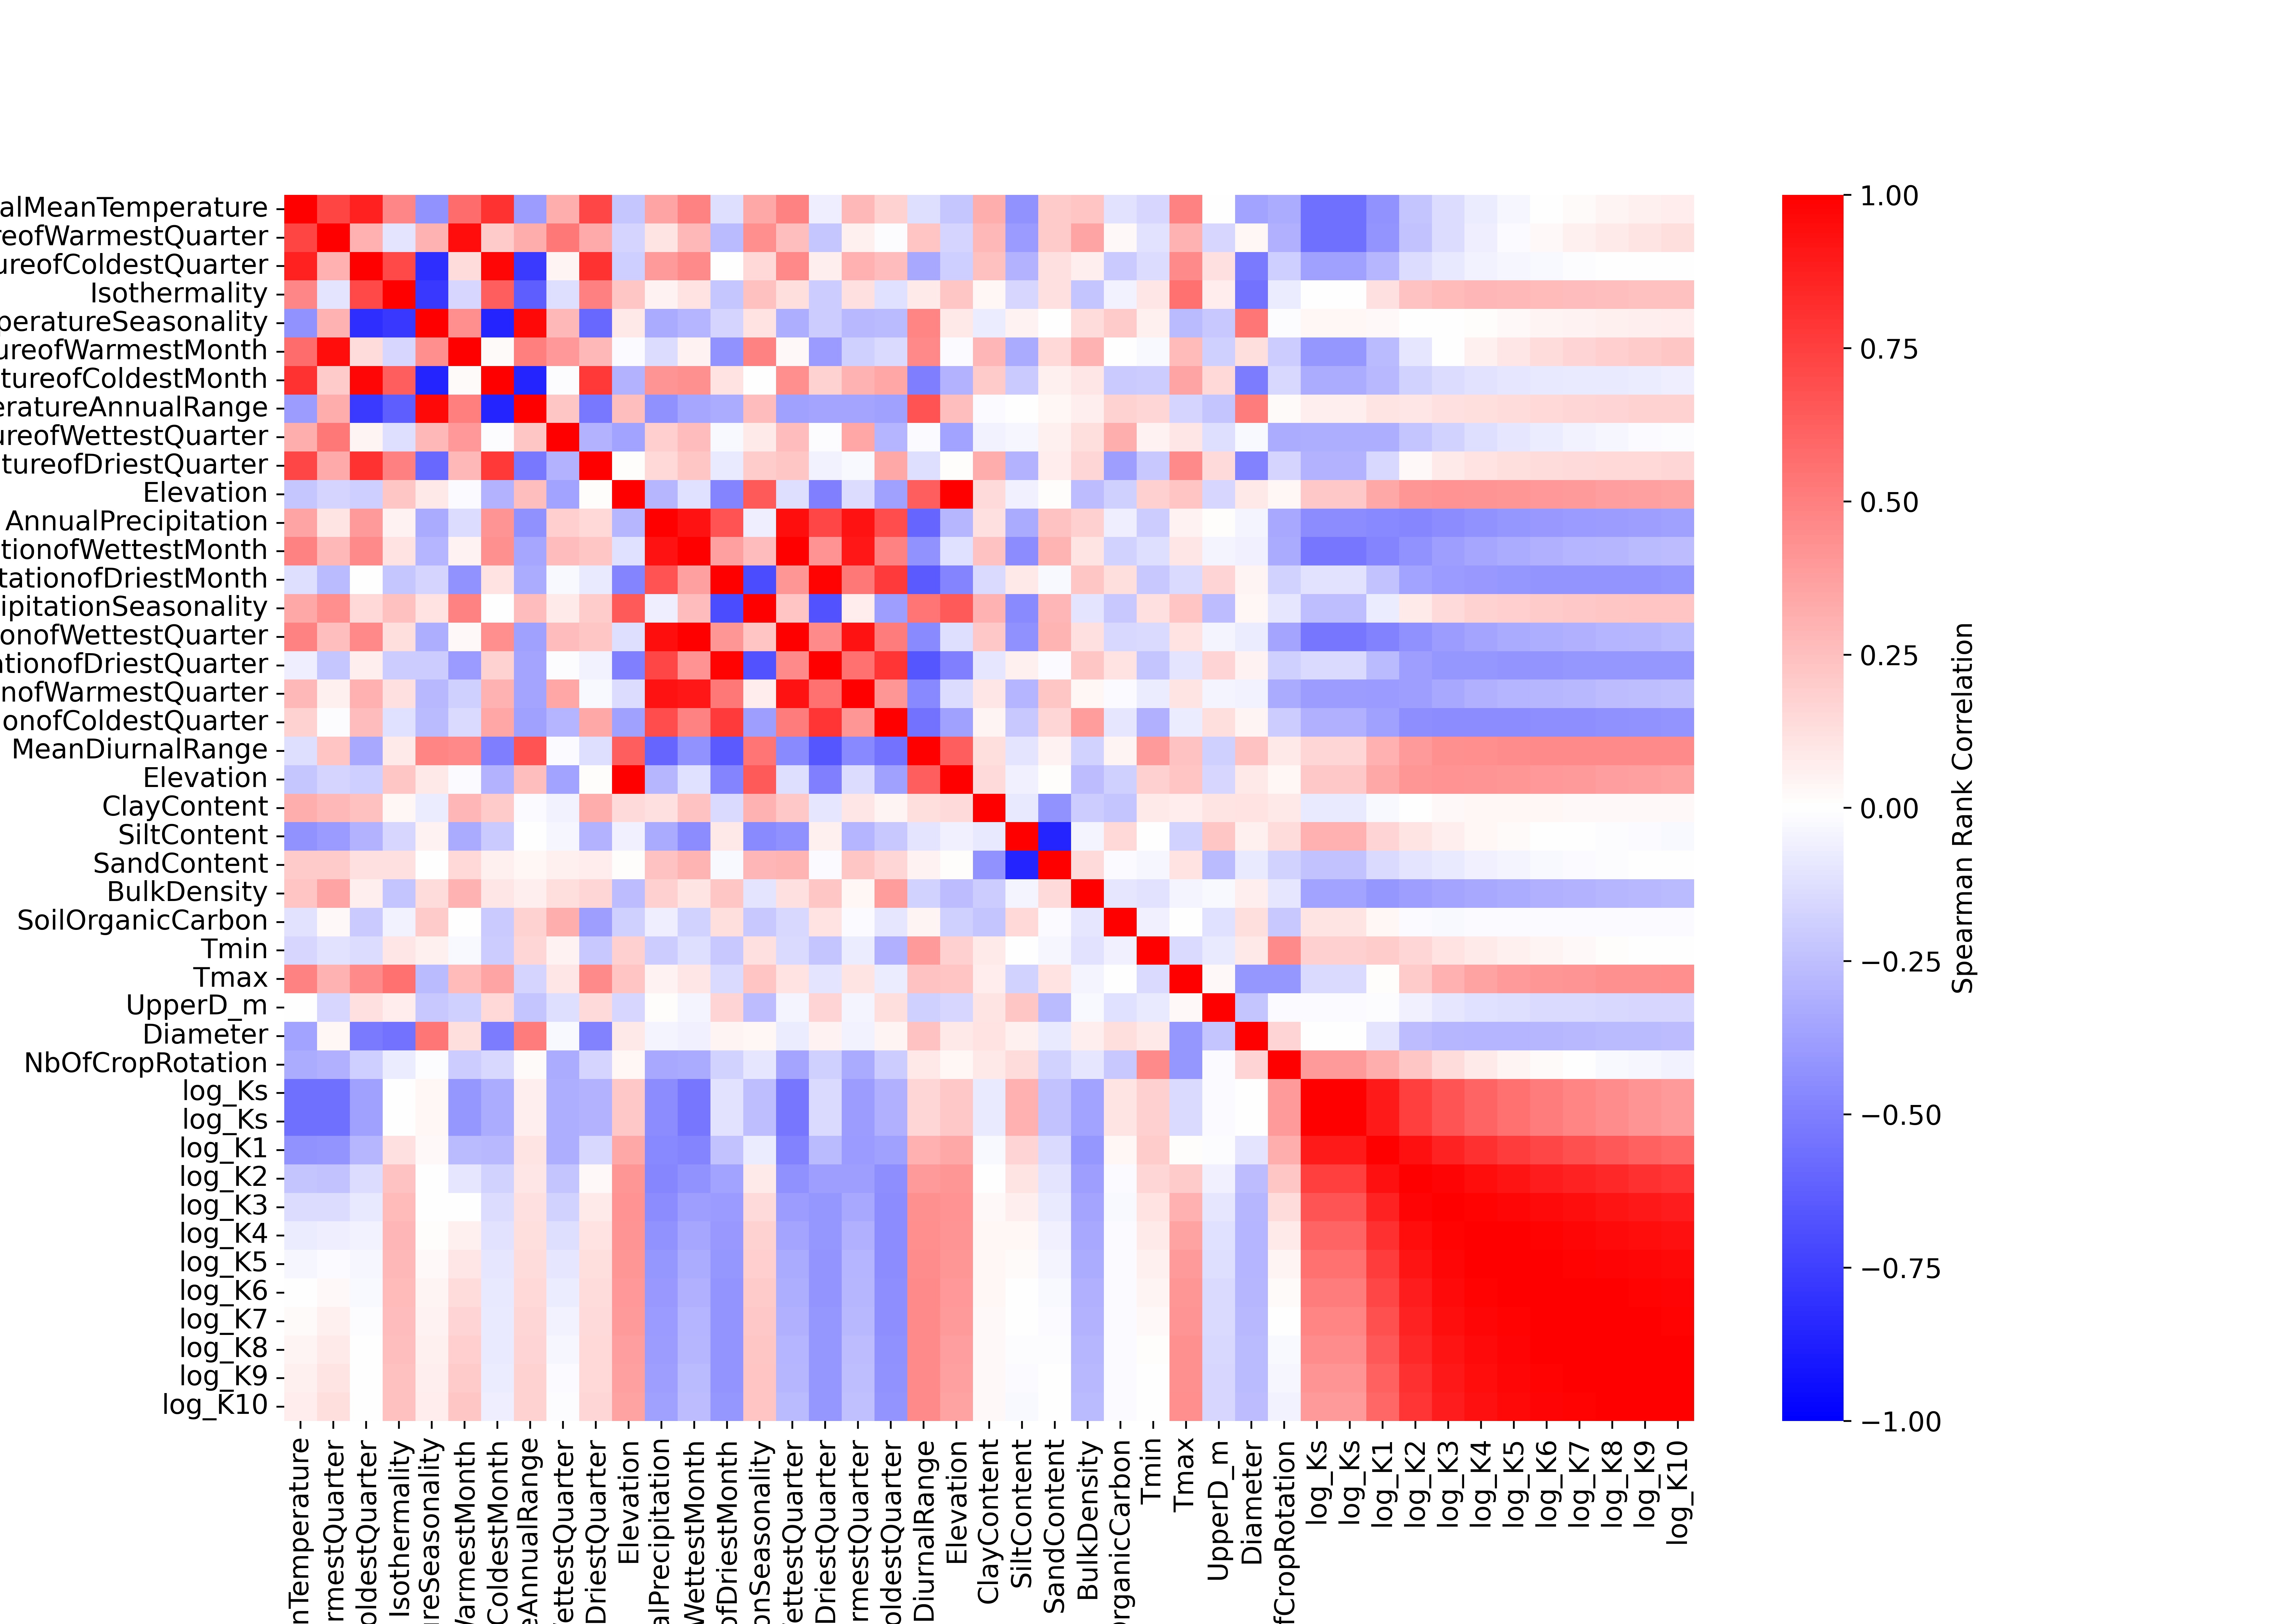 alMeanTemperature
reofWarmestQuarter
ureofColdestQuarter
Isothermality
peratureSeasonality
ureofWarmestMonth
tureofColdestMonth
eratureAnnualRange
ureofWettestQuarter
tureofDriestQuarter
Elevation
AnnualPrecipitation
tionofWettestMonth
tationofDriestMonth
ipitationSeasonality
onofWettestQuarter
ationofDriestQuarter
nofWarmestQuarter
onofColdestQuarter
MeanDiurnalRange
Elevation
ClayContent
SiltContent
SandContent
BulkDensity
SoilOrganicCarbon
Tmin
Tmax
UpperD_m
Diameter
NbOfCropRotation
log_Ks
log_Ks
log_K1
log_K2
log_K3
log_K4
log_K5
log_K6
log_K7
log_K8
log_K9
log_K10
nTemperature
rmestQuarter
oldestQuarter
Isothermality
ureSeasonality
WarmestMonth
ColdestMonth
eAnnualRange
VettestQuarter
DriestQuarter
Elevation
alPrecipitation
WettestMonth
ofDriestMonth
onSeasonality
VettestQuarter
DriestQuarter
rmestQuarter
oldestQuarter
DiurnalRange
Elevation
ClayContent
SiltContent
SandContent
BulkDensity
OrganicCarbon
Tmin
Tmax
UpperD_m
Diameter
fCropRotation
log_Ks
log_Ks
log_K1
log_K2
log_K3
log_K4
log_K5
log_K6
log_K7
log_K8
log_K9
log_K10
1.00
0.75
0.50
0.25
0.00
−0.25
−0.50
−0.75
−1.00
Spearman Rank Correlation